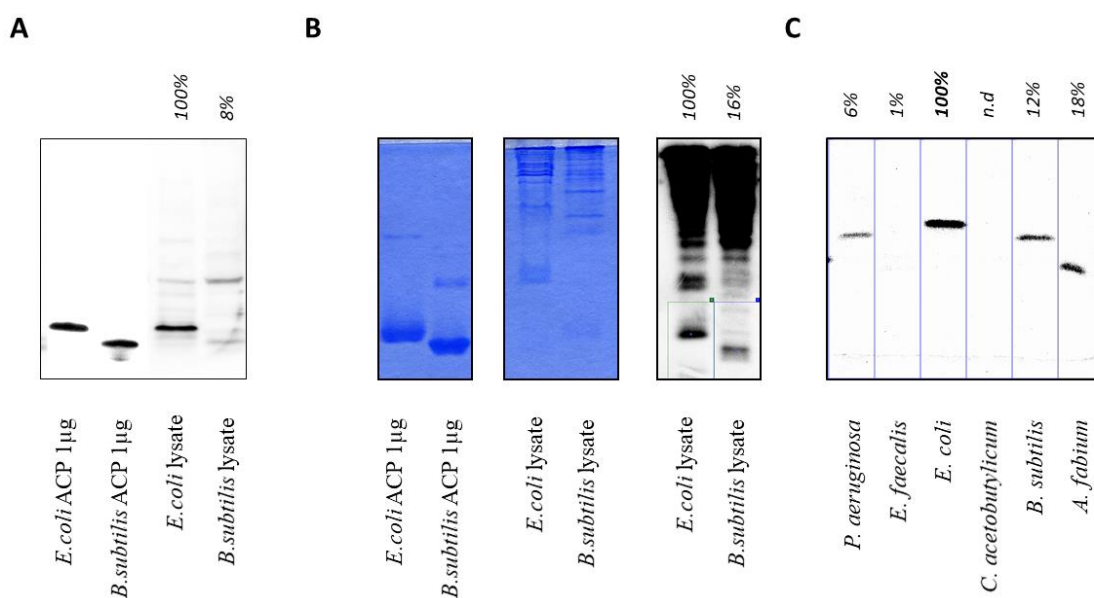 A
B
C
100%
8%
100%
16%
6%
1%
100%
n.d
12%
18%
E.coli ACP 1µg
B.subtilis ACP 1µg
E.coli lysate
B.subtilis lysate
E.coli ACP 1µg
B.subtilis ACP 1µg
E.coli lysate
B.subtilis lysate
E.coli lysate
B.subtilis lysate
P. aeruginosa
E. faecalis
E. coli
C. acetobutylicum
B. subtilis
A. fabium